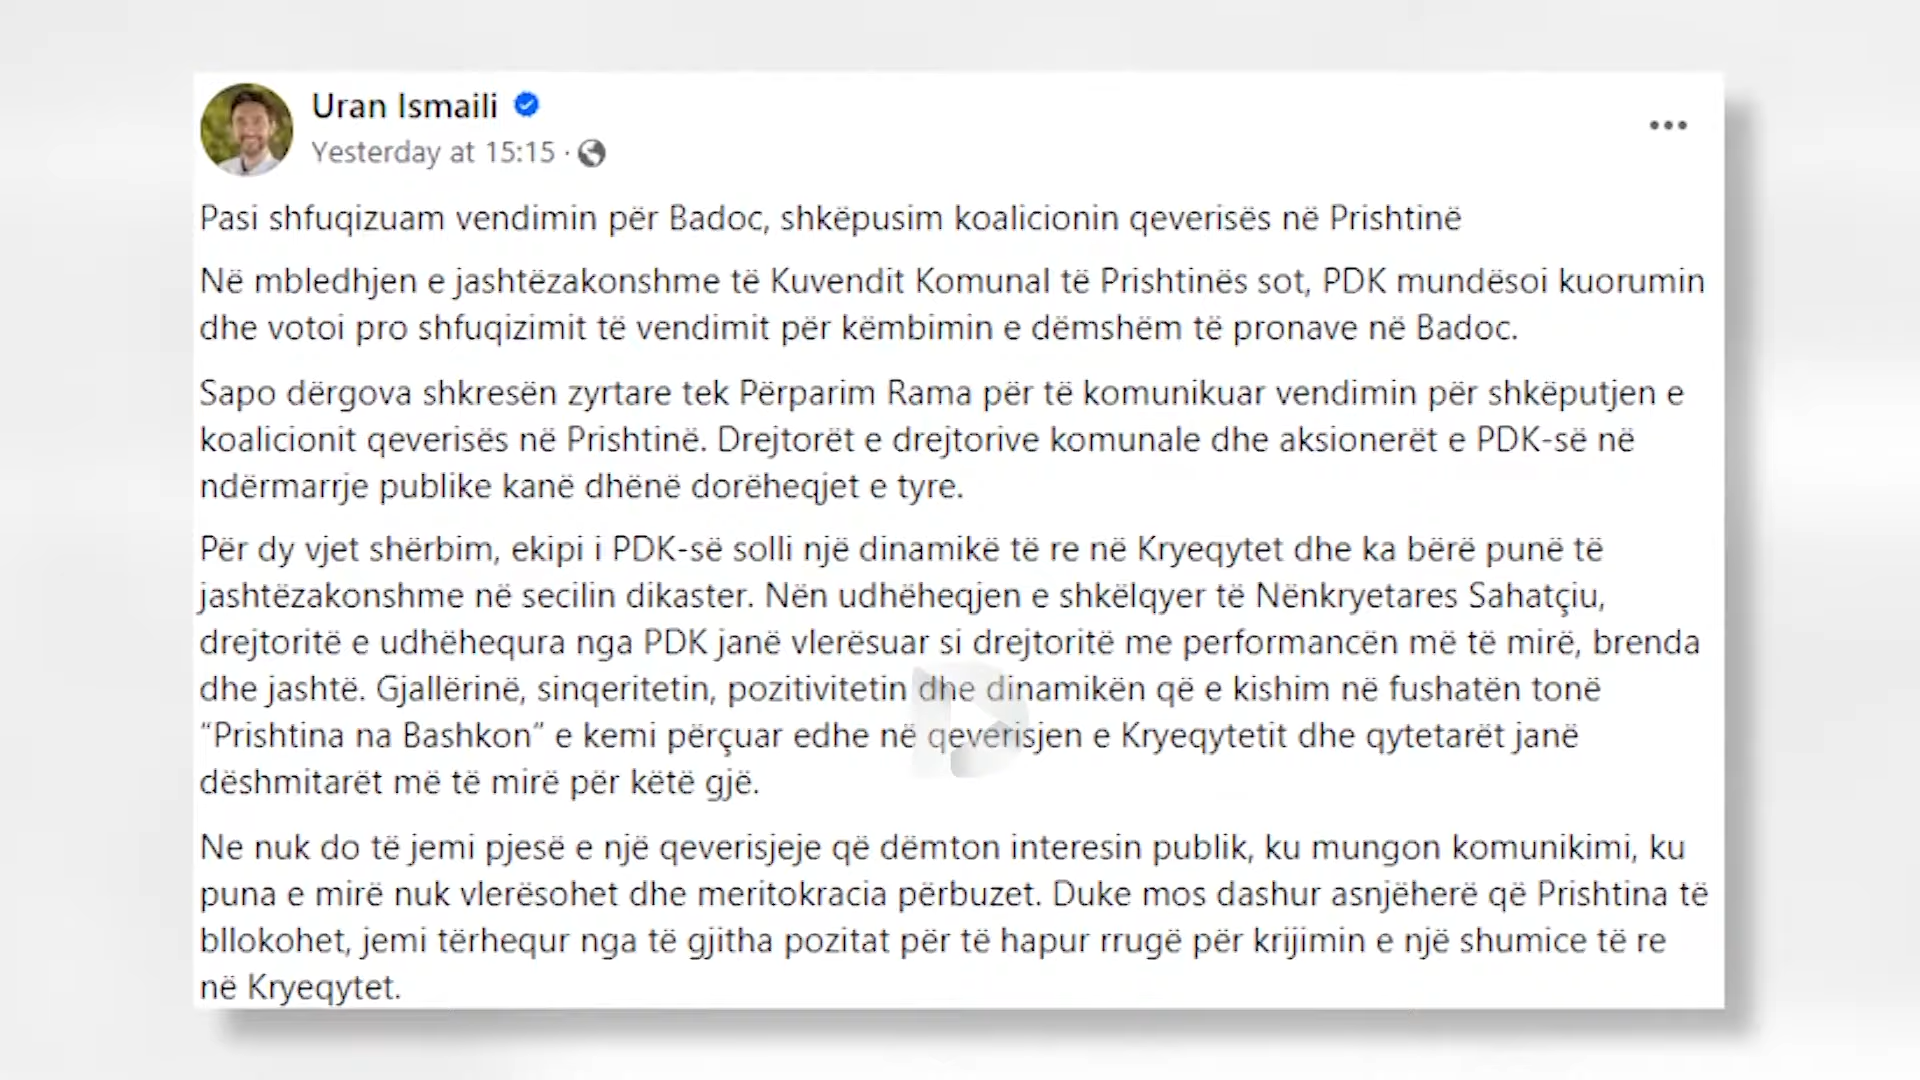 Uran Ismaili
Yesterday at 15:15 ·
Pasi shfuqizuam vendimin për Badoc, shkëpusim koalicionin qeverisës në Prishtinë
Në mbledhjen e jashtëzakonshme të Kuvendit Komunal të Prishtinës sot, PDK mundësoi kuorumin
dhe votoi pro shfuqizimit të vendimit për këmbimin e dëmshëm të pronave në Badoc.
Sapo dërgova shkresën zyrtare tek Përparim Rama për të komunikuar vendimin për shkëputjen e
koalicionit qeverisës në Prishtinë. Drejtorët e drejtorive komunale dhe aksionerët e PDK-së në
ndërmarrje publike kanë dhënë dorëheqjet e tyre.
Për dy vjet shërbim, ekipi i PDK-së solli një dinamikë të re në Kryeqytet dhe ka bërë punë të
jashtëzakonshme në secilin dikaster. Nën udhëheqjen e shkëlqyer të Nënkryetares Sahatçiu,
drejtoritë e udhëhequra nga PDK janë vlerësuar si drejtoritë me performancën më të mirë, brenda
dhe jashtë. Gjallërinë, sinqeritetin, pozitivitetin dhe dinamikën që e kishim në fushatën tonë
“Prishtina na Bashkon” e kemi përçuar edhe në qeverisjen e Kryeqytetit dhe qytetarët janë
dëshmitarët më të mirë për këtë gjë.
Ne nuk do të jemi pjesë e një qeverisjeje që dëmton interesin publik, ku mungon komunikimi, ku
puna e mirë nuk vlerësohet dhe meritokracia përbuzet. Duke mos dashur asnjëherë që Prishtina të
bllokohet, jemi tërhequr nga të gjitha pozitat për të hapur rrugë për krijimin e një shumice të re
në Kryeqytet.